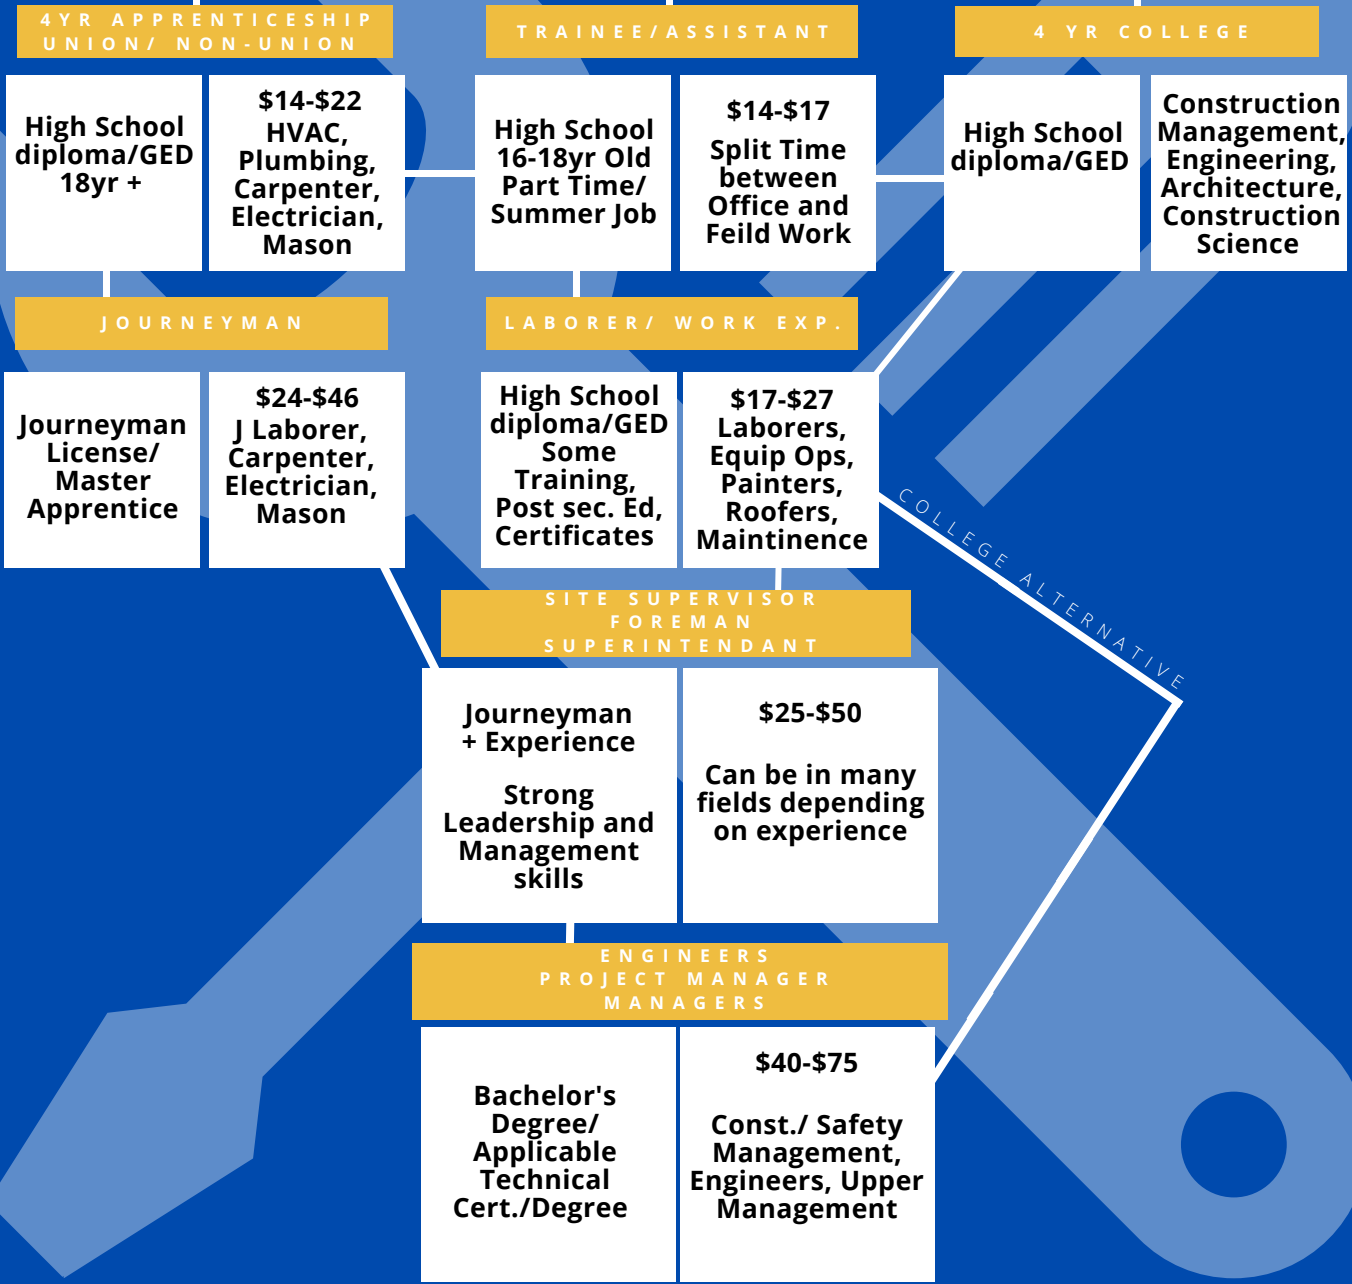 4YR APPRENTICESHIP
UNION/ NON-UNION
TRAINEE/ASSISTANT
4 YR COLLEGE
High School
diploma/GED
18yr +
$14-$22
HVAC,
Plumbing,
Carpenter,
Electrician,
Mason
High School
16-18yr Old
Part Time/
Summer Job
$14-$17
Split Time
between
Office and
Feild Work
High School
diploma/GED
Construction
Management,
Engineering,
Architecture,
Construction
Science
JOURNEYMAN
LABORER/ WORK EXP.
Journeyman
License/
Master
Apprentice
$24-$46
J Laborer,
Carpenter,
Electrician,
Mason
High School
diploma/GED
Some
Training,
Post sec. Ed,
Certificates
$17-$27
Laborers,
Equip Ops,
Painters,
Roofers,
Maintinence
COLLEGE ALTERNATIVE
SITE SUPERVISOR
FOREMAN
SUPERINTENDANT
Journeyman
+ Experience
Strong
Leadership and
Management
skills
$25-$50
Can be in many
fields depending
on experience
ENGINEERS
PROJECT MANAGER
MANAGERS
Bachelor's
Degree/
Applicable
Technical
Cert./Degree
$40-$75
Const./ Safety
Management,
Engineers, Upper
Management